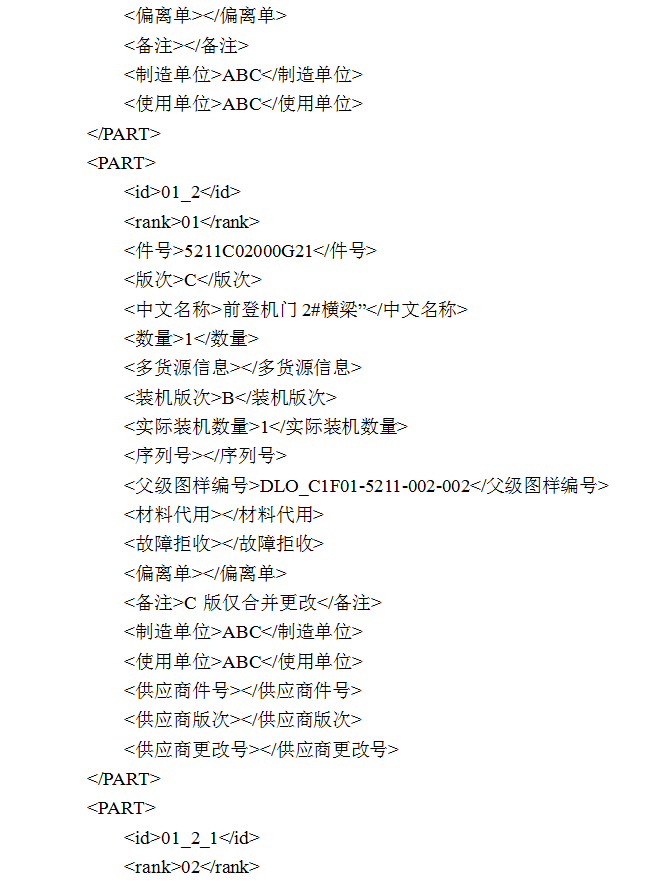 <偏离单></偏离单>
<备注></备注>
<制造单位>ABC</制造单位>
<使用单位>ABC</使用单位>
</PART>
<PART>
<id>01_2</id>
<rank>01</rank>
<件号>5211C02000G21</件号>
<版次>C</版次>
<中文名称>前登机门 2#横梁”</中文名称>
<数量>1</数量>
<多货源信息></多货源信息>
<装机版次>B</装机版次>
<实际装机数量>1</实际装机数量>
<序列号></序列号>
<父级图样编号>DLO_C1F01-5211-002-002</父级图样编号>
<材料代用></材料代用>
<故障拒收></故障拒收>
<偏离单></偏离单>
<备注>C 版仅合并更改</备注>
<制造单位>ABC</制造单位>
<使用单位>ABC</使用单位>
<供应商件号></供应商件号>
<供应商版次></供应商版次>
<供应商更改号></供应商更改号>
</PART>
<PART>
<id>01_2_1</id>
<rank>02</rank>